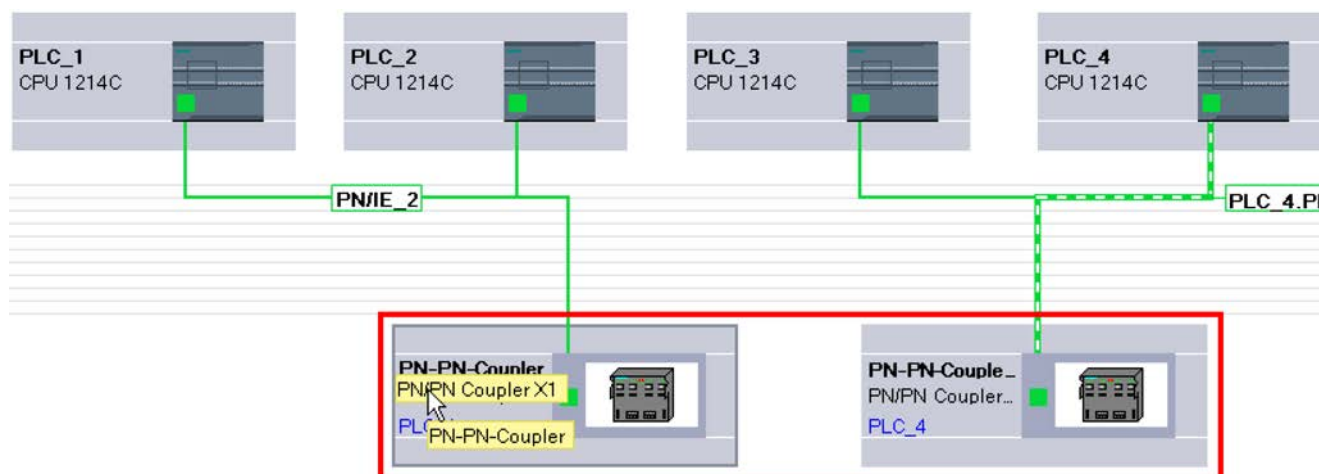 PLC_1
CPU 1214C
PLC_2
CPU 1214C
PLC_3
CPU 1214C
PLC_4
CPU 1214C
PN/IE_2
PLC_4.P
PN-PN-Coupler
PN/PN Coupler X1
PN-PN-Coupler
PN-PN-Couple_
PN/PN Coupler...
PLC_4